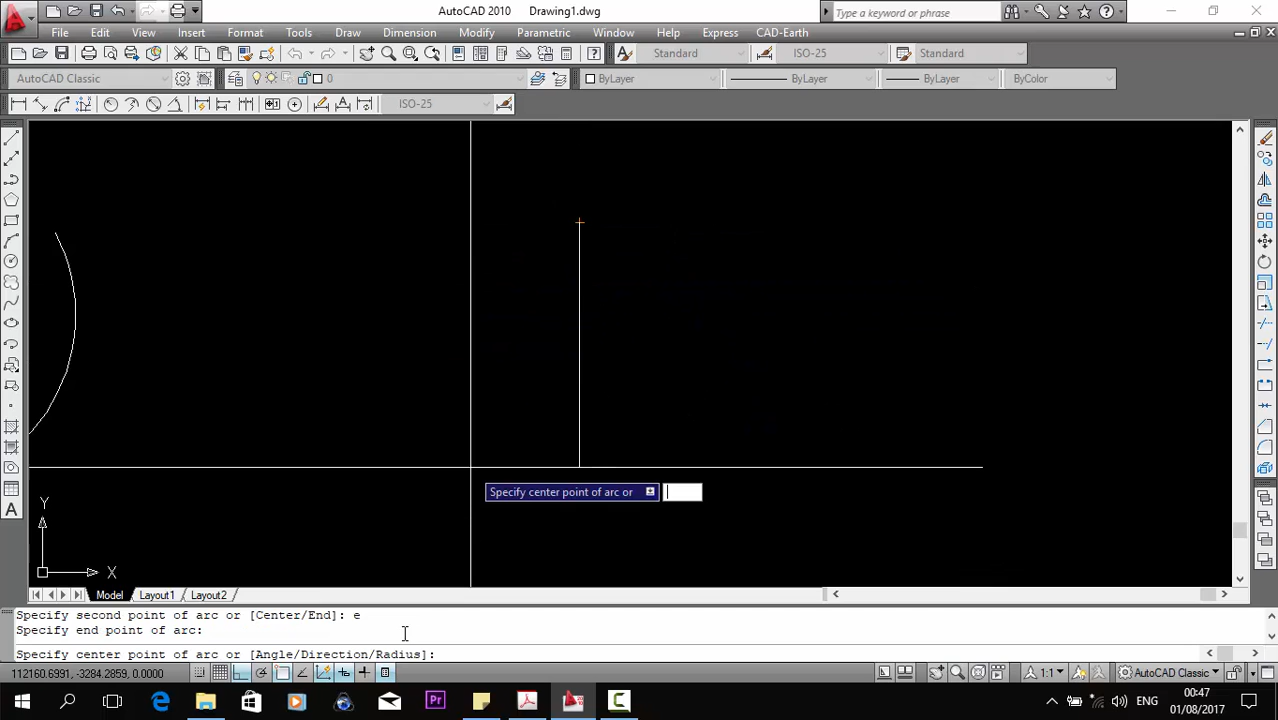 AutoCAD 2010 Drawing1.dwg
Type a keyword or phrase
File Edit View Insert Format Tools Draw Dimension Modify Parametric Window Help Express CAD-Earth
Standard ISO-25 Standard
AutoCAD Classic 0 ByLayer ByLayer ByLayer ByColor
ISO-25
A
Specify center point of arc or
Y
X
Model Layout1 Layout2
Specify second point of arc or [Center/End]: e
Specify end point of arc:
Specify center point of arc or [Angle/Direction/Radius]:
112160.6991, -3284.2859, 0.0000 1:1 AutoCAD Classic
Pr ENG 00:47
01/08/2017